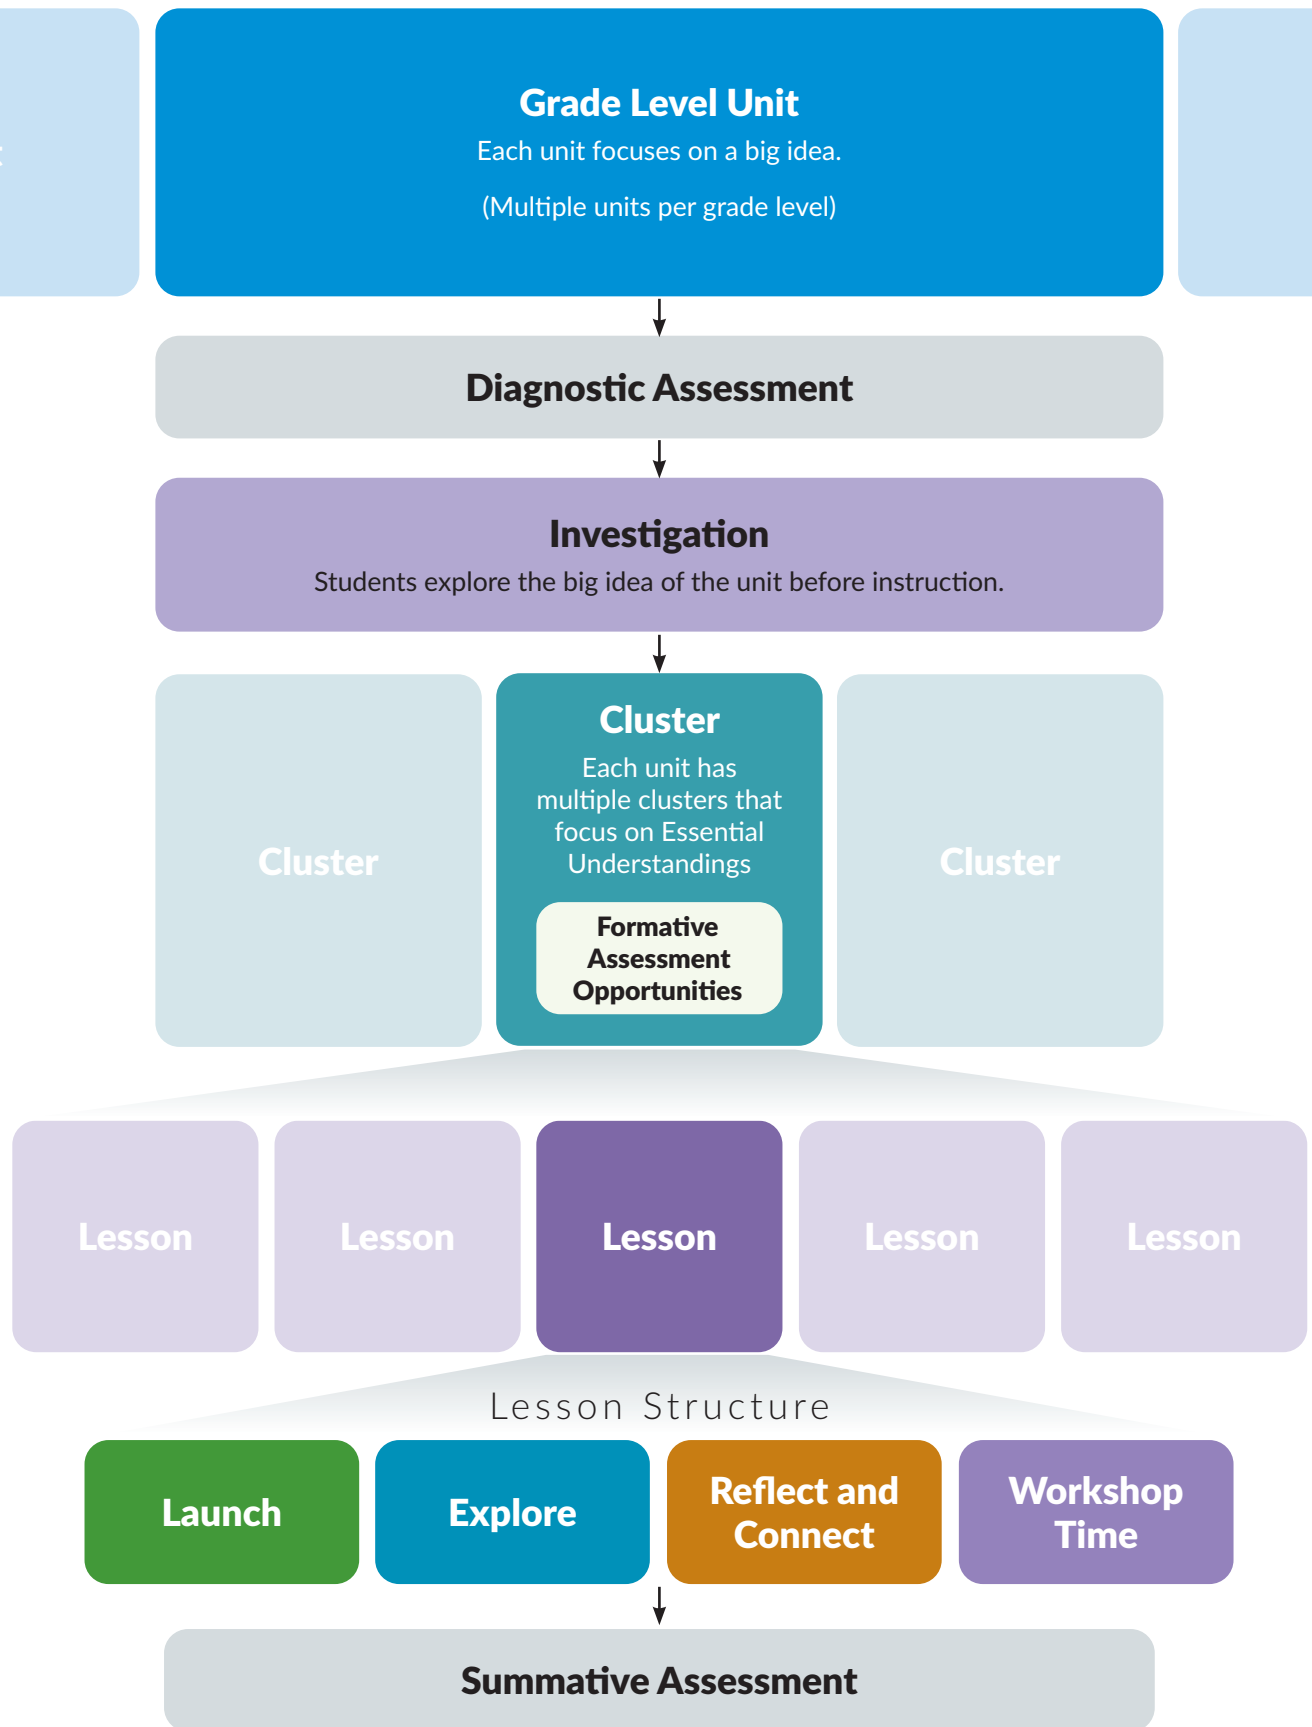 Grade Level Unit
Each unit focuses on a big idea.
(Multiple units per grade level)
Diagnostic Assessment
Investigation
Students explore the big idea of the unit before instruction.
Cluster
Cluster
Each unit has
multiple clusters that
focus on Essential
Understandings
Formative
Assessment
Opportunities
Cluster
Lesson
Lesson
Lesson
Lesson
Lesson
Lesson Structure
Launch
Explore
Reflect and
Connect
Workshop
Time
Summative Assessment